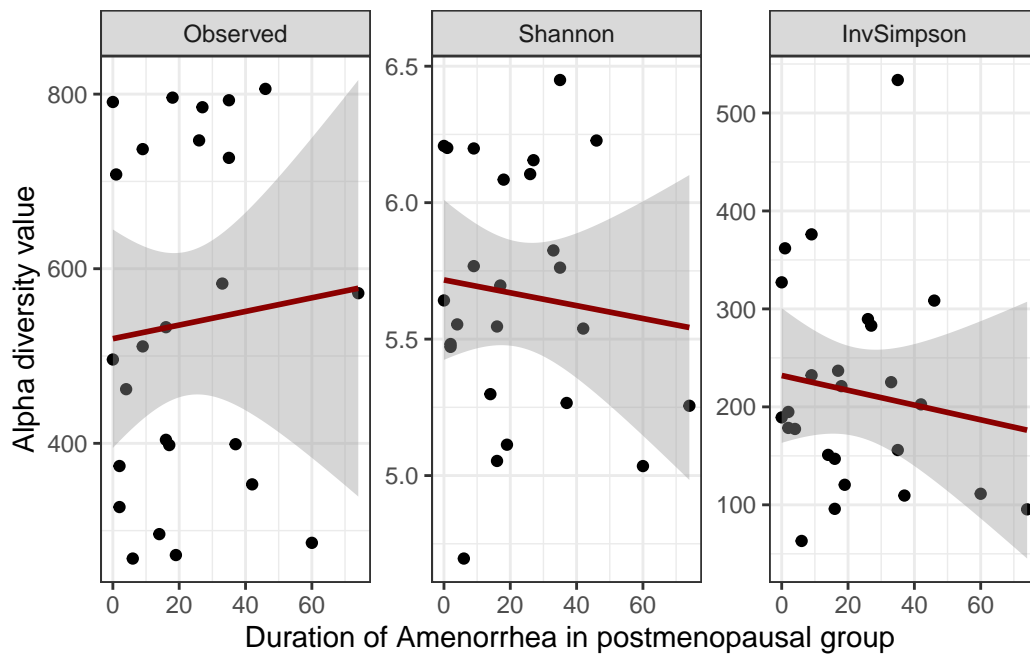 Observed
Shannon
InvSimpson
Alpha diversity value
800
600
400
6.5
6.0
5.5
5.0
500
400
300
200
100
0 20 40 60
0 20 40 60
0 20 40 60
Duration of Amenorrhea in postmenopausal group